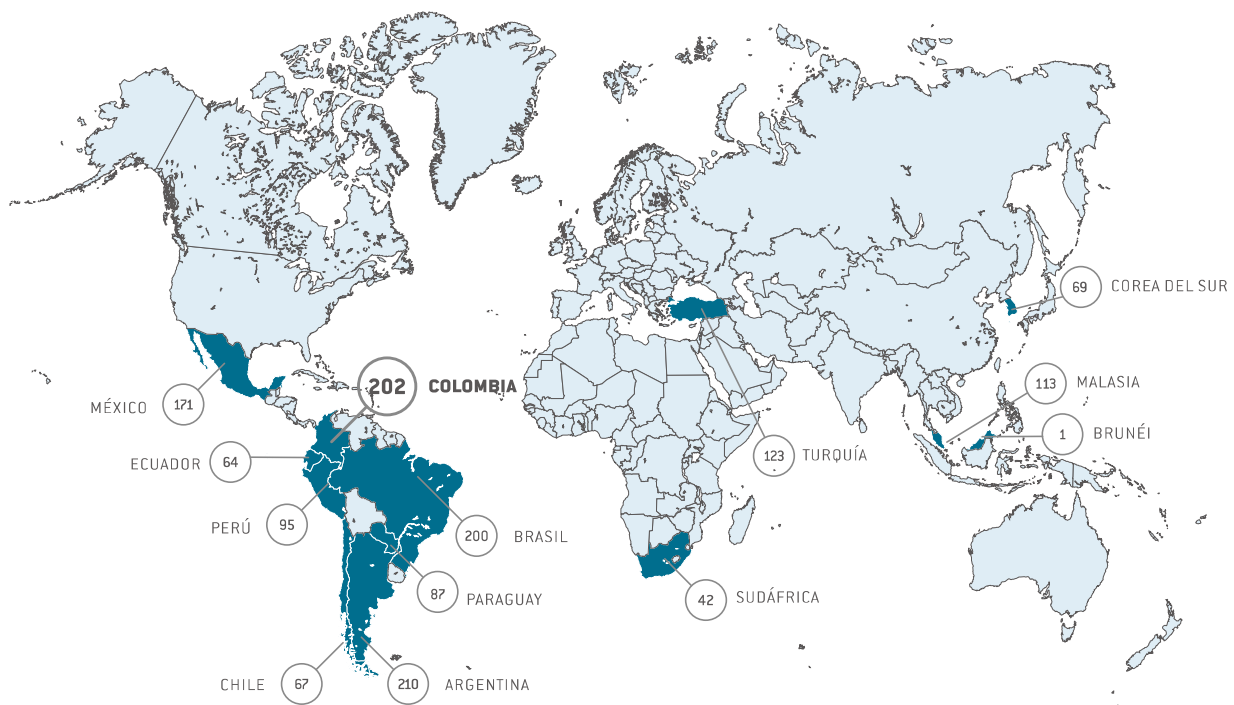 69 COREA DEL SUR
202 COLOMBIA
113 MALASIA
MÉXICO 171
1 BRUNÉI
123 TURQUÍA
ECUADOR 64
PERÚ 95
200 BRASIL
87 PARAGUAY
42 SUDÁFRICA
CHILE 67
210 ARGENTINA